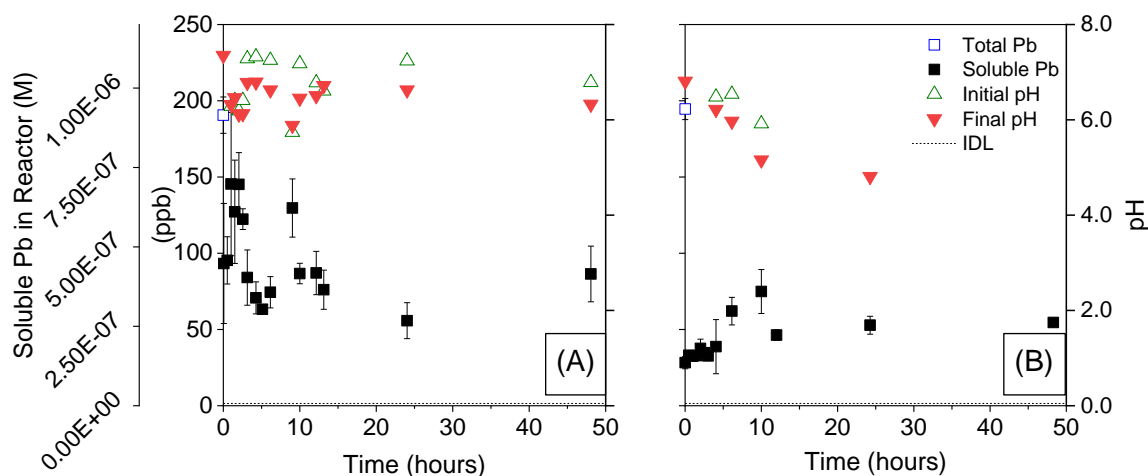 Soluble Pb in Reactor (M)
1.00E-06
7.50E-07
5.00E-07
2.50E-07
0.00E+00
(ppb)
250
200
150
100
50
0
0 10 20 30 40 50
Time (hours)
(A)
0 10 20 30 40 50
Time (hours)
(B)
Total Pb
Soluble Pb
Initial pH
Final pH
IDL
8.0
6.0
4.0
2.0
0.0
pH